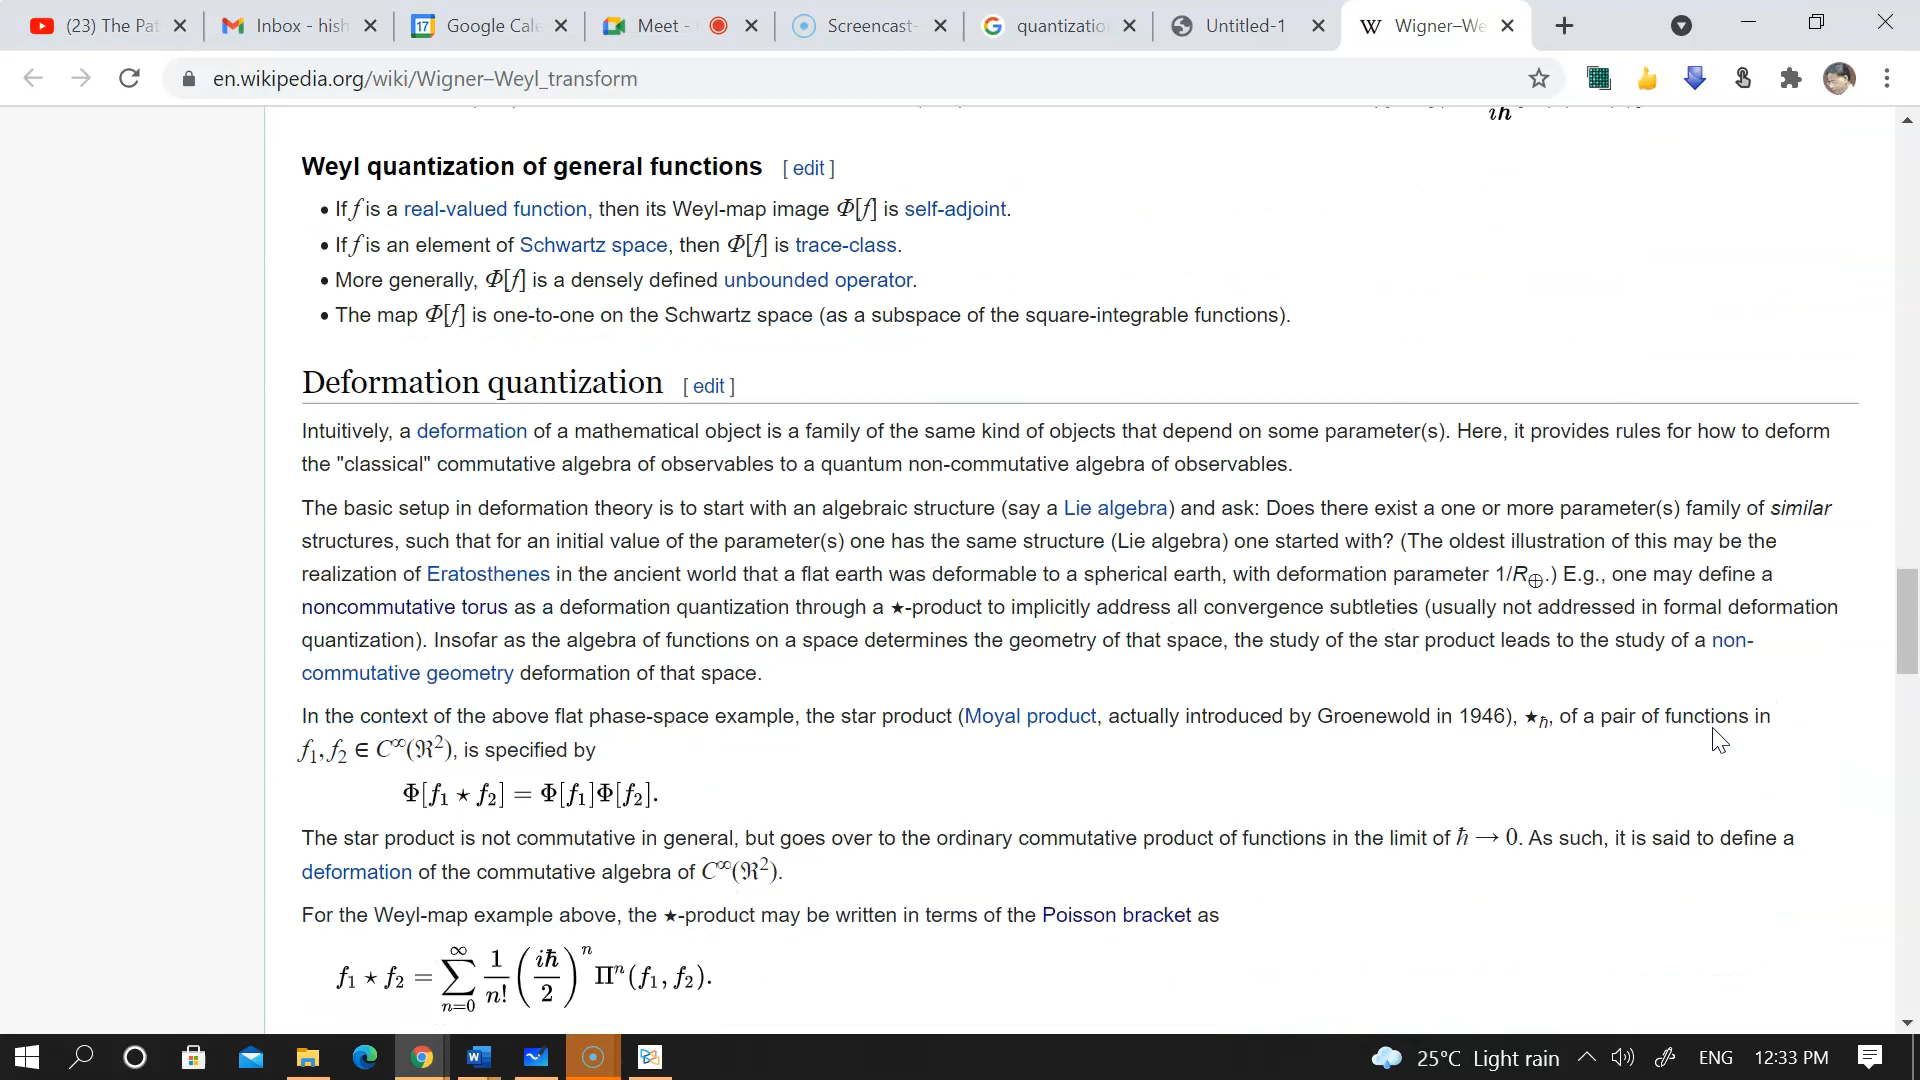 (23) The Pat
Inbox - hish
Google Cale
Meet -
Screencast-
quantizatio
Untitled-1
Wigner–We
en.wikipedia.org/wiki/Wigner–Weyl_transform
iħ
Weyl quantization of general functions [ edit ]
• If f is a real-valued function, then its Weyl-map image Φ[f] is self-adjoint.
• If f is an element of Schwartz space, then Φ[f] is trace-class.
• More generally, Φ[f] is a densely defined unbounded operator.
• The map Φ[f] is one-to-one on the Schwartz space (as a subspace of the square-integrable functions).
Deformation quantization [ edit ]
Intuitively, a deformation of a mathematical object is a family of the same kind of objects that depend on some parameter(s). Here, it provides rules for how to deform
the "classical" commutative algebra of observables to a quantum non-commutative algebra of observables.
The basic setup in deformation theory is to start with an algebraic structure (say a Lie algebra) and ask: Does there exist a one or more parameter(s) family of similar
structures, such that for an initial value of the parameter(s) one has the same structure (Lie algebra) one started with? (The oldest illustration of this may be the
realization of Eratosthenes in the ancient world that a flat earth was deformable to a spherical earth, with deformation parameter 1/R⊕.) E.g., one may define a
noncommutative torus as a deformation quantization through a ★-product to implicitly address all convergence subtleties (usually not addressed in formal deformation
quantization). Insofar as the algebra of functions on a space determines the geometry of that space, the study of the star product leads to the study of a non-
commutative geometry deformation of that space.
In the context of the above flat phase-space example, the star product (Moyal product, actually introduced by Groenewold in 1946), ★ħ, of a pair of functions in
f₁, f₂ ∈ C^∞(ℜ²), is specified by
Φ[f₁ ⋆ f₂] = Φ[f₁]Φ[f₂].
The star product is not commutative in general, but goes over to the ordinary commutative product of functions in the limit of ħ → 0. As such, it is said to define a
deformation of the commutative algebra of C^∞(ℜ²).
For the Weyl-map example above, the ★-product may be written in terms of the Poisson bracket as
f₁ ⋆ f₂ = ∑_{n=0}^{∞} 1/n! (iħ/2)^n Π^n (f₁, f₂).
25°C Light rain ENG 12:33 PM